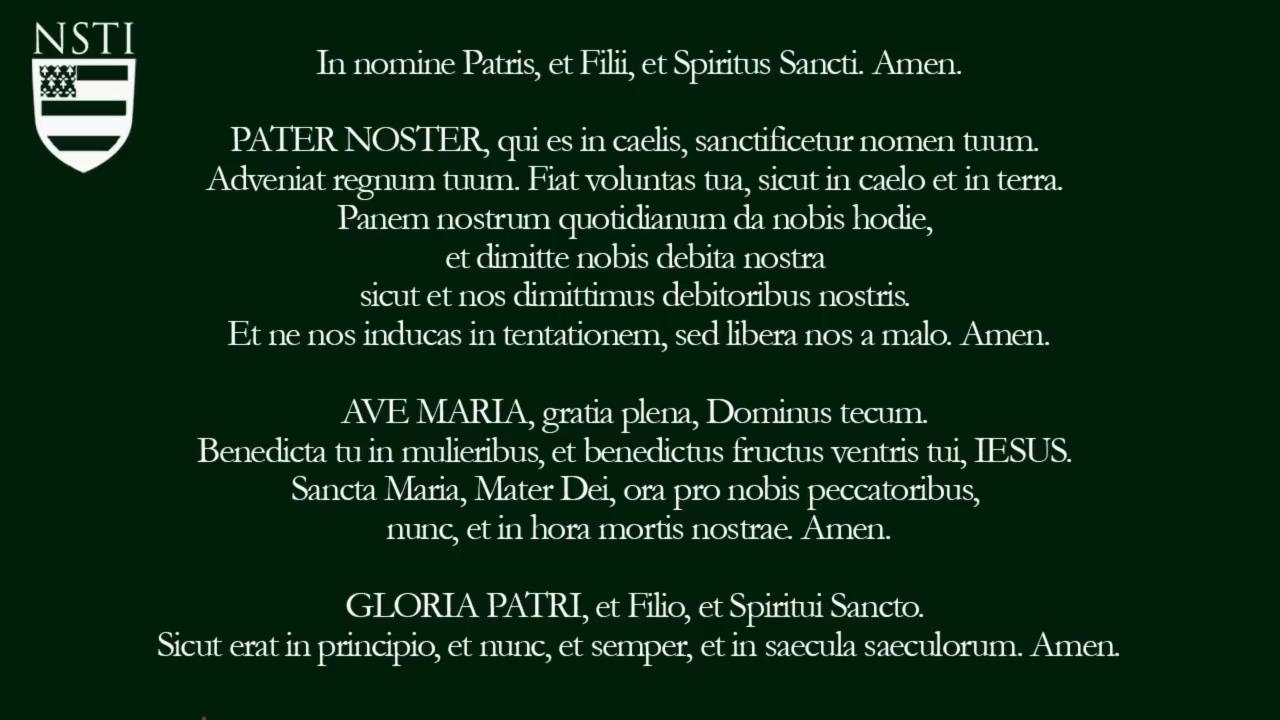 NSTI
In nomine Patris, et Filii, et Spiritus Sancti. Amen.
PATER NOSTER, qui es in caelis, sanctificetur nomen tuum.
Adveniat regnum tuum. Fiat voluntas tua, sicut in caelo et in terra.
Panem nostrum quotidianum da nobis hodie,
et dimitte nobis debita nostra
sicut et nos dimittimus debitoribus nostris.
Et ne nos inducas in tentationem, sed libera nos a malo. Amen.
AVE MARIA, gratia plena, Dominus tecum.
Benedicta tu in mulieribus, et benedictus fructus ventris tui, IESUS.
Sancta Maria, Mater Dei, ora pro nobis peccatoribus,
nunc, et in hora mortis nostrae. Amen.
GLORIA PATRI, et Filio, et Spiritui Sancto.
Sicut erat in principio, et nunc, et semper, et in saecula saeculorum. Amen.